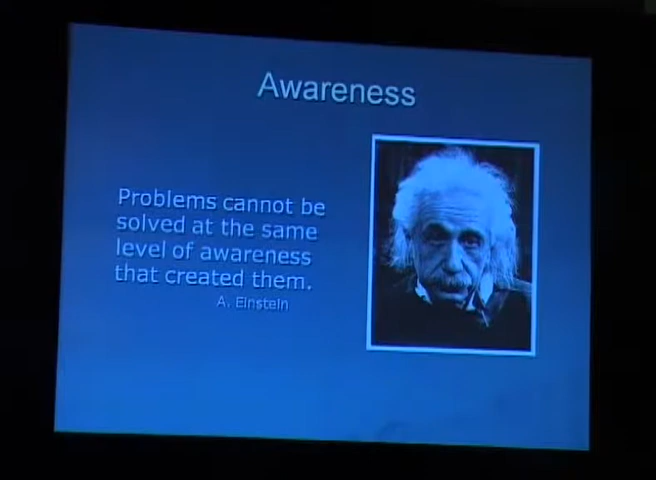 Awareness
Problems cannot be
solved at the same
level of awareness
that created them.
A. Einstein